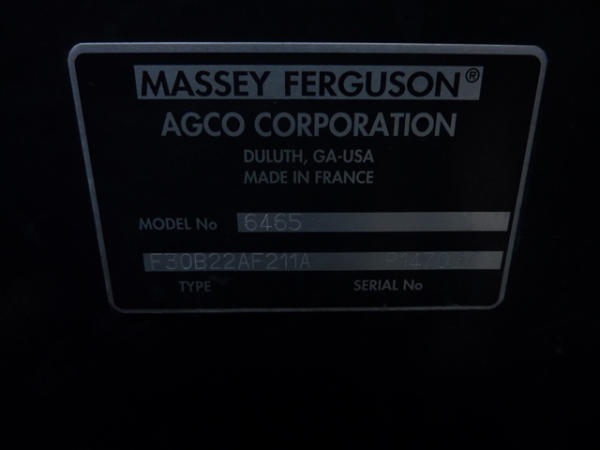 MASSEY FERGUSON®
AGCO CORPORATION
DULUTH, GA-USA
MADE IN FRANCE
MODEL No 6465
F30B22AF211A
TYPE SERIAL No